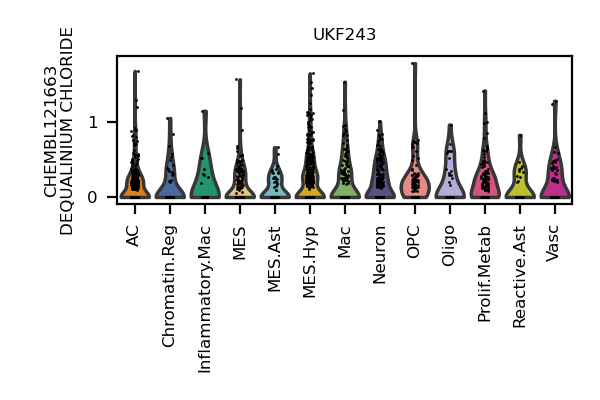 UKF243
CHEMBL121663
DEQUALINIUM CHLORIDE
1
0
AC
Chromatin.Reg
Inflammatory.Mac
MES
MES.Ast
MES.Hyp
Mac
Neuron
OPC
Oligo
Prolif.Metab
Reactive.Ast
Vasc